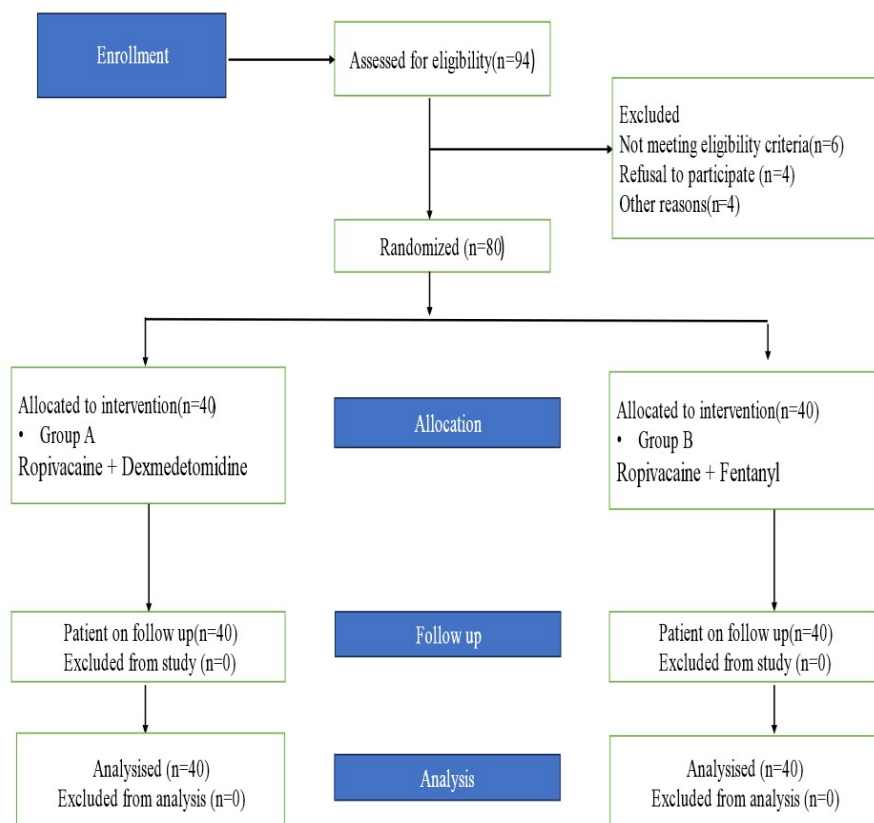 Enrollment
Assessed for eligibility(n=94)
Excluded
Not meeting eligibility criteria(n=6)
Refusal to participate (n=4)
Other reasons(n=4)
Randomized (n=80)
Allocated to intervention(n=40)
• Group A
Ropivacaine + Dexmedetomidine
Allocation
Allocated to intervention(n=40)
• Group B
Ropivacaine + Fentanyl
Patient on follow up(n=40)
Excluded from study (n=0)
Follow up
Patient on follow up(n=40)
Excluded from study (n=0)
Analysised (n=40)
Excluded from analysis (n=0)
Analysis
Analysised (n=40)
Excluded from analysis (n=0)